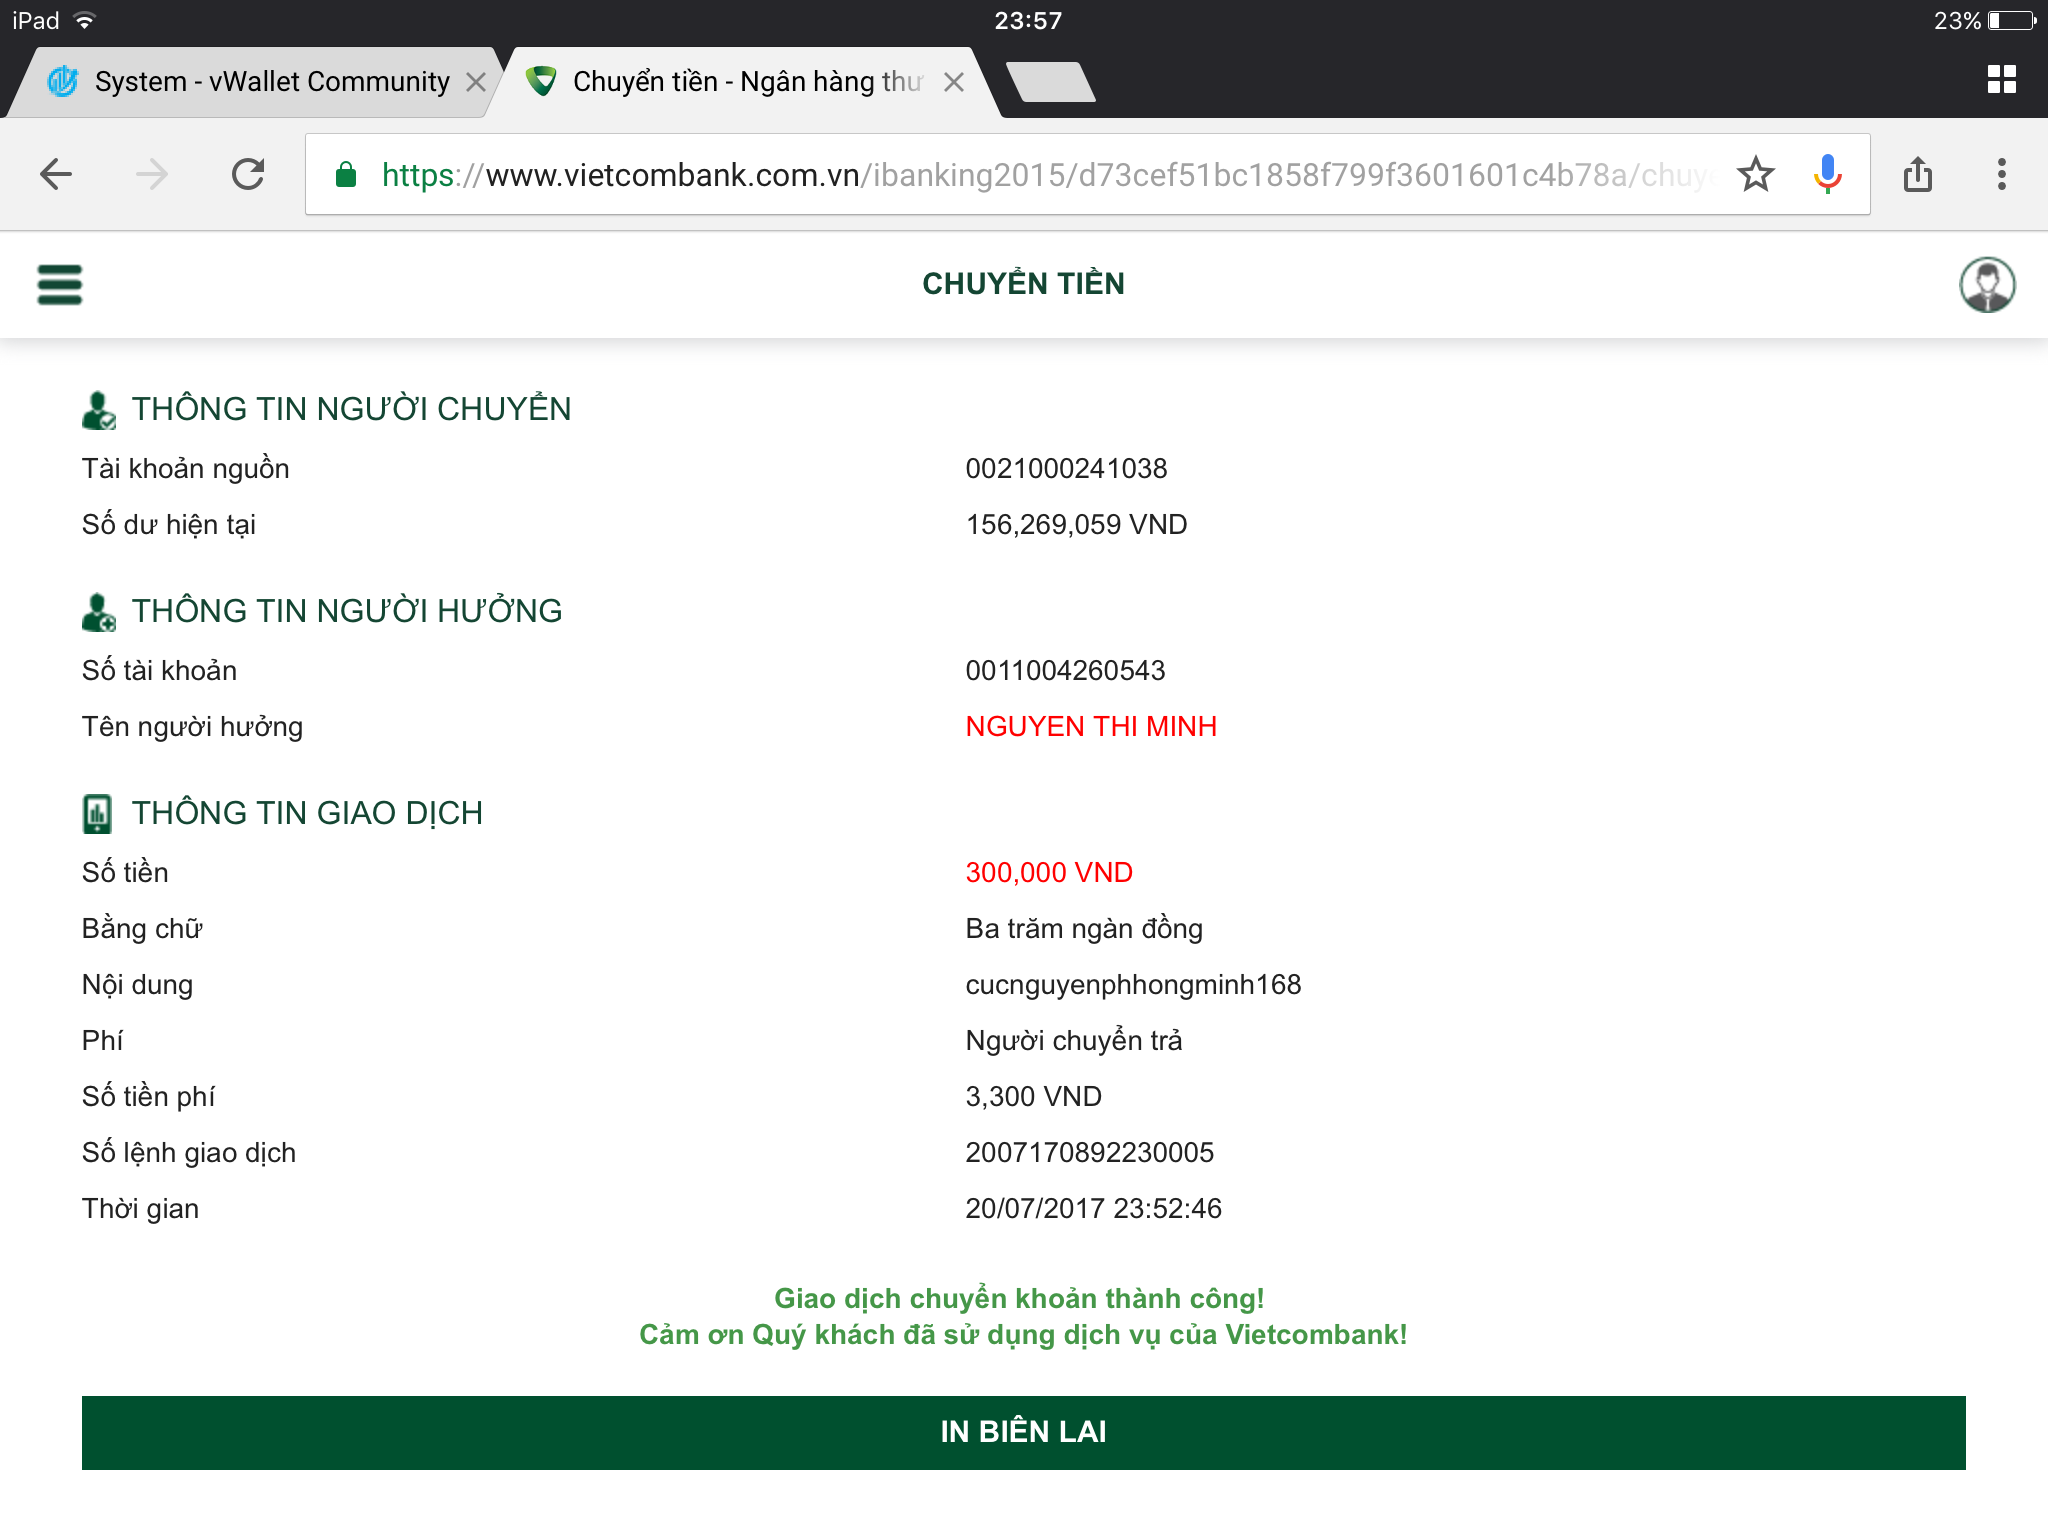 iPad
23:57
23%
System - vWallet Community
Chuyển tiền - Ngân hàng thư
https://www.vietcombank.com.vn/ibanking2015/d73cef51bc1858f799f3601601c4b78a/chuye
CHUYỂN TIỀN
THÔNG TIN NGƯỜI CHUYỂN
Tài khoản nguồn 0021000241038
Số dư hiện tại 156,269,059 VND
THÔNG TIN NGƯỜI HƯỞNG
Số tài khoản 0011004260543
Tên người hưởng NGUYEN THI MINH
THÔNG TIN GIAO DỊCH
Số tiền 300,000 VND
Bằng chữ Ba trăm ngàn đồng
Nội dung cucnguyenphhongminh168
Phí Người chuyển trả
Số tiền phí 3,300 VND
Số lệnh giao dịch 2007170892230005
Thời gian 20/07/2017 23:52:46
Giao dịch chuyển khoản thành công!
Cảm ơn Quý khách đã sử dụng dịch vụ của Vietcombank!
IN BIÊN LAI